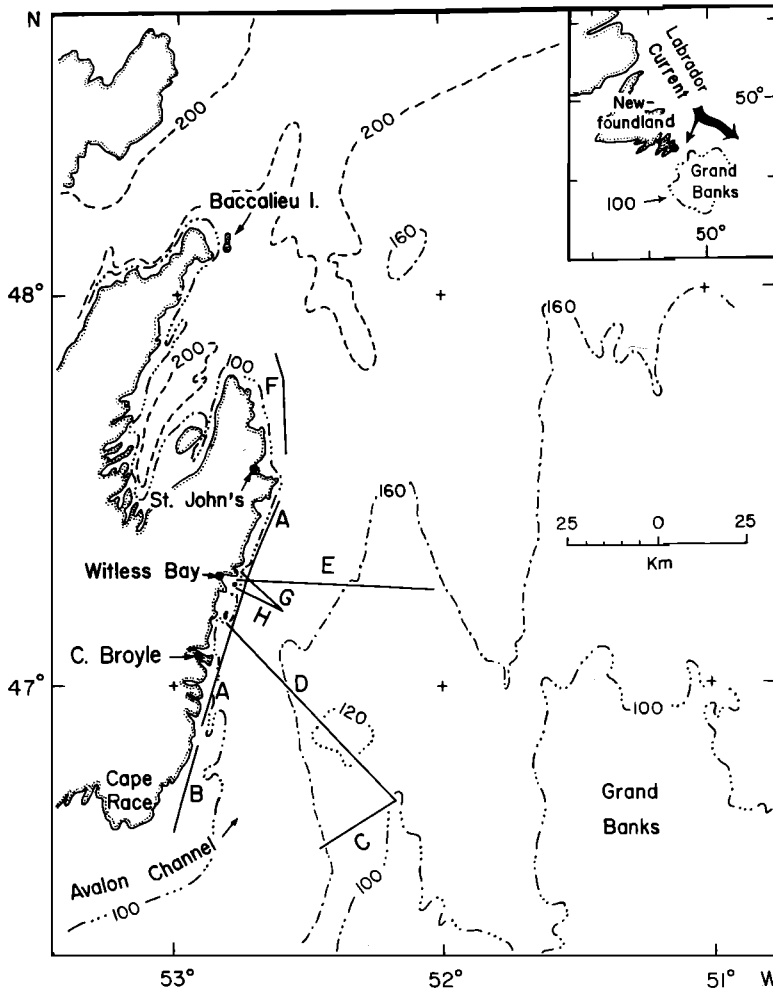 N
200
200
Baccalieu I.
160
48°
160
200
100
F
St. John's
160
A
Witless Bay
E
G
H
C. Broyle
47°
A
D
120
100
Cape
Race
B
C
Grand
Banks
Avalon Channel
100
100
53°
52°
51°
W
25
0
25
Km
Labrador
Current
50°
New-
foundland
Grand
Banks
100
50°